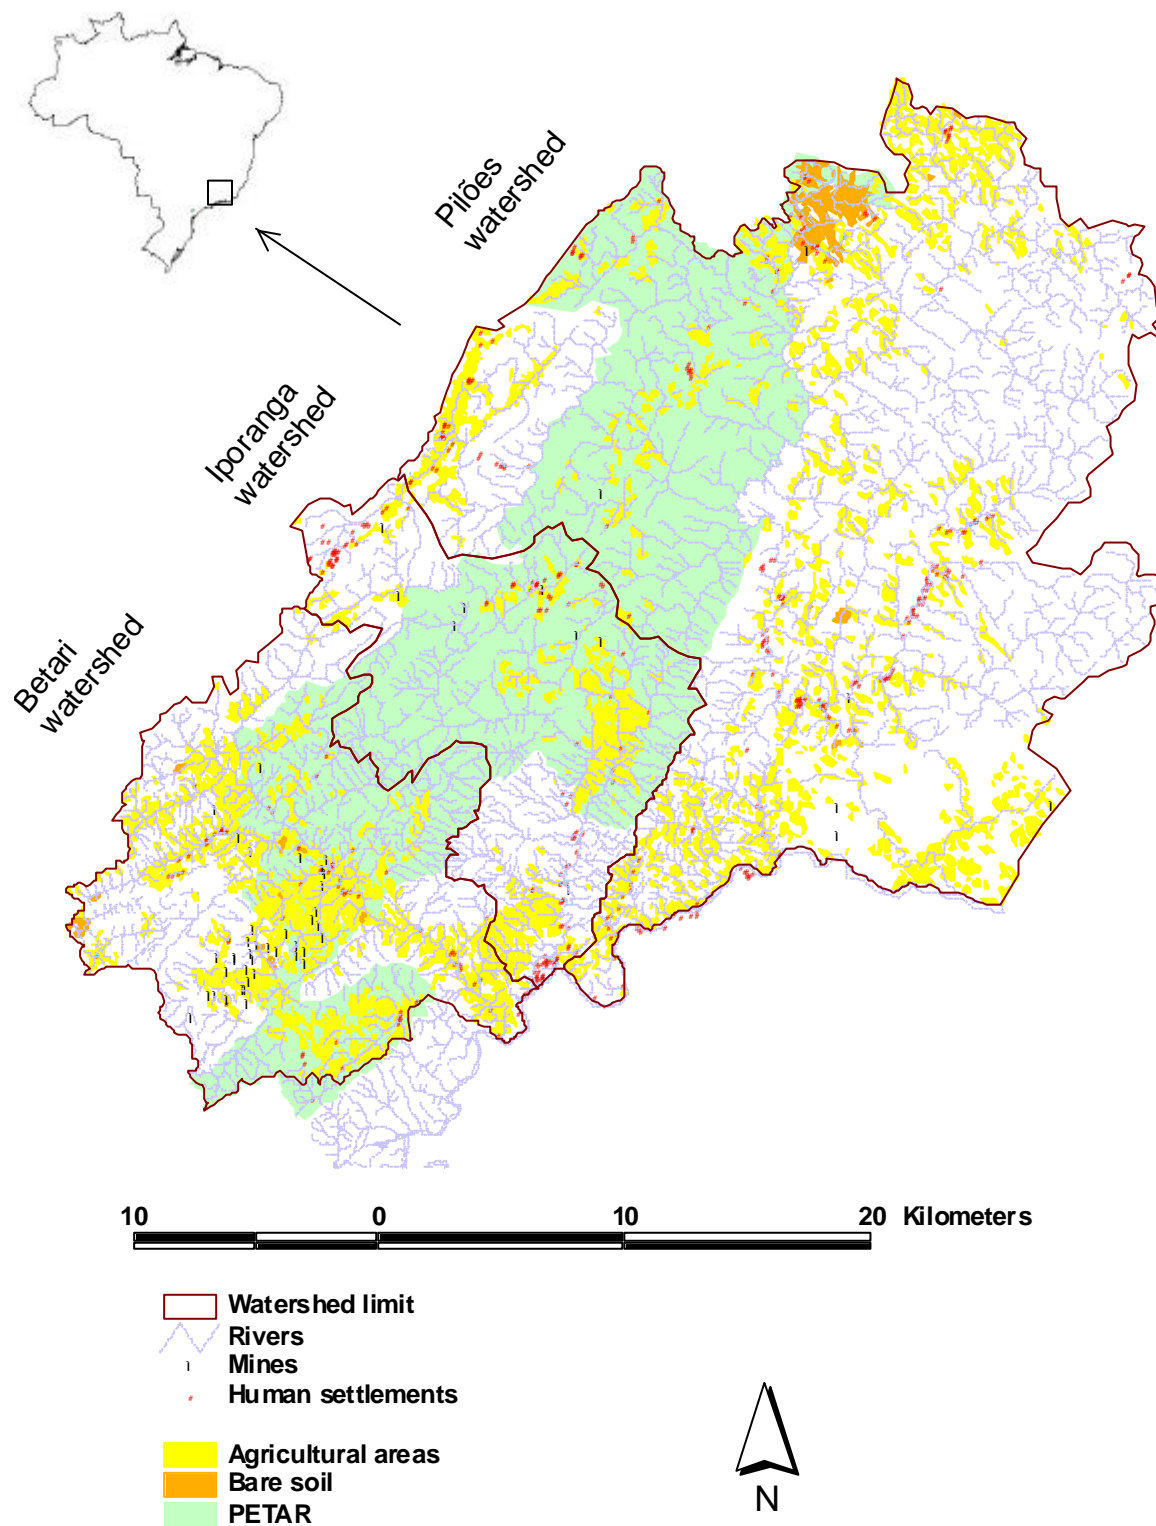 Pilões
watershed
Iporanga
watershed
Betari
watershed
10 0 10 20 Kilometers
Watershed limit
Rivers
Mines
Human settlements
Agricultural areas
Bare soil
PETAR
N